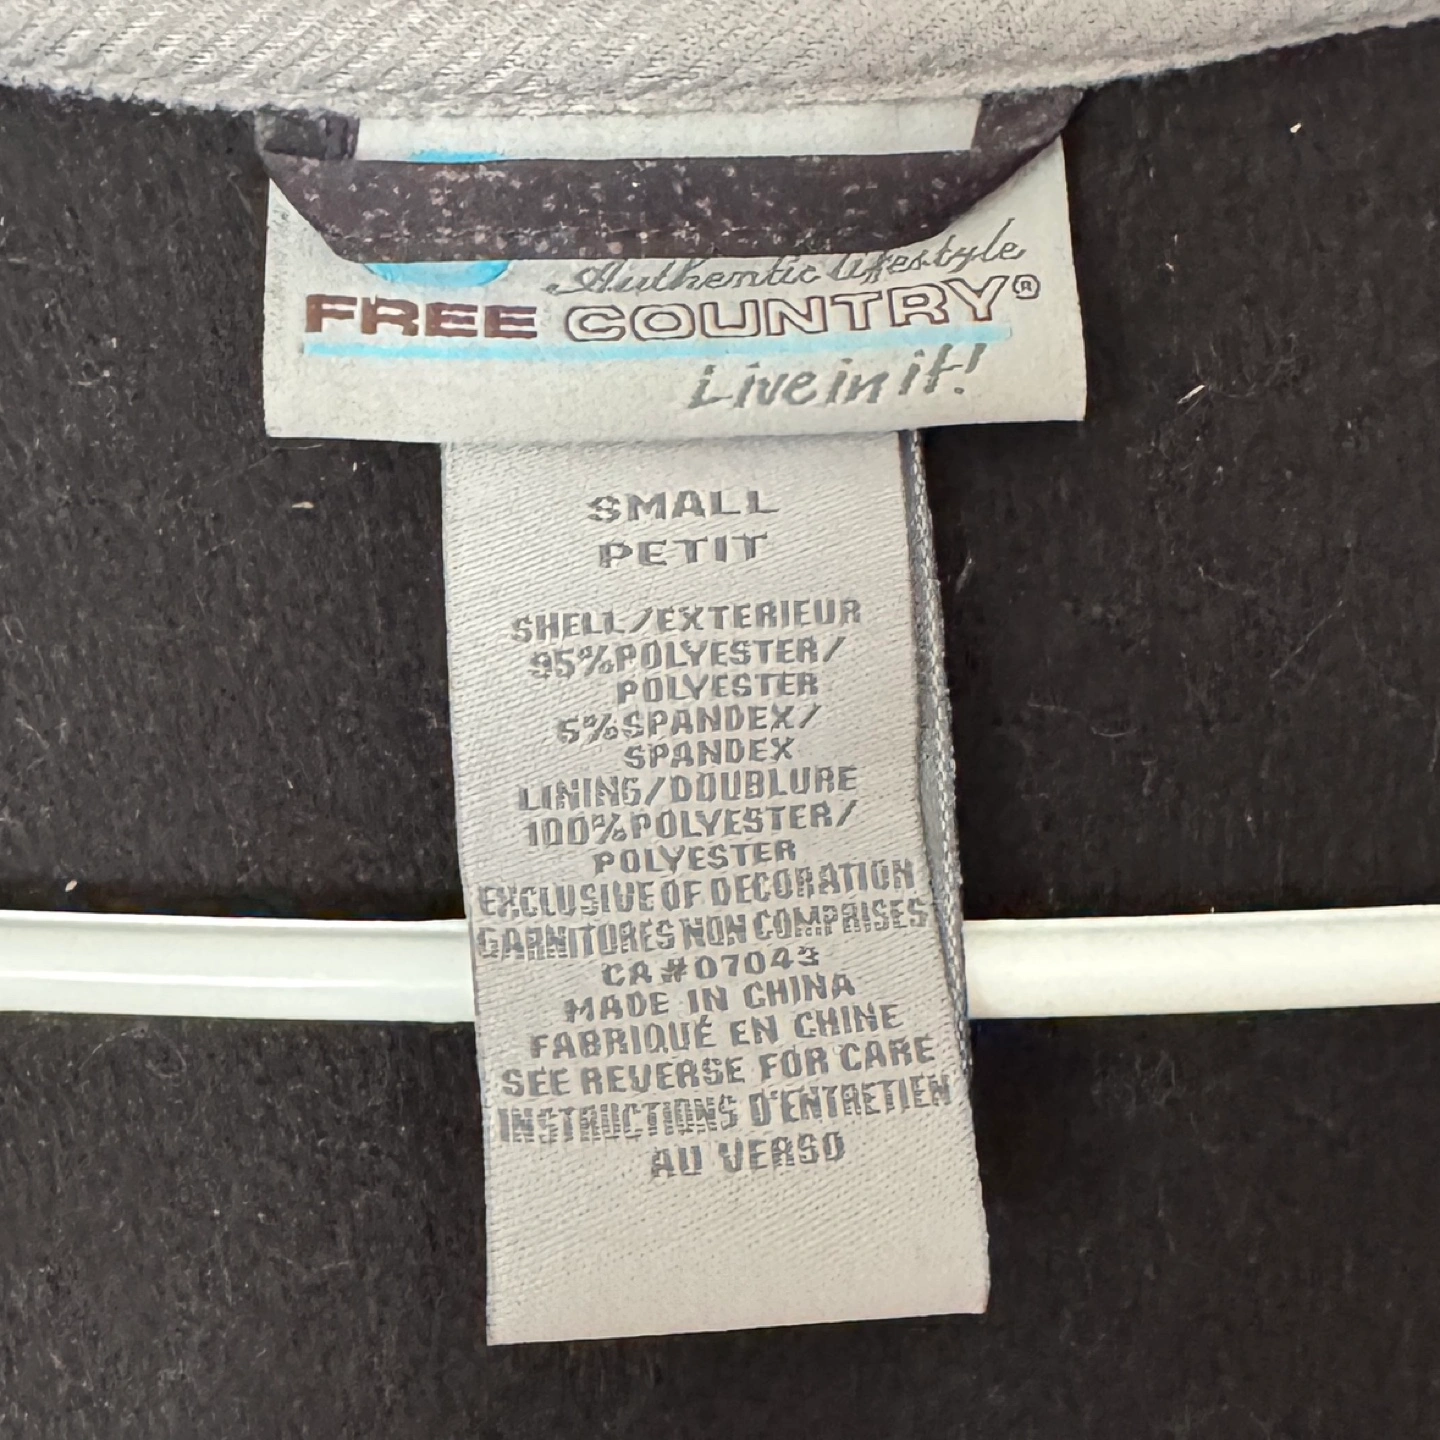 Authentic lifestyle
FREE COUNTRY®
Live in it!
SMALL
PETIT
SHELL/EXTERIEUR
95%POLYESTER/
POLYESTER
5%SPANDEX/
SPANDEX
LINING/DOUBLURE
100%POLYESTER/
POLYESTER
EXCLUSIVE OF DECORATION
GARNITORES NON COMPRISES
CA#07043
MADE IN CHINA
FABRIQUÉ EN CHINE
SEE REVERSE FOR CARE
INSTRUCTIONS D'ENTRETIEN
AU VERSO